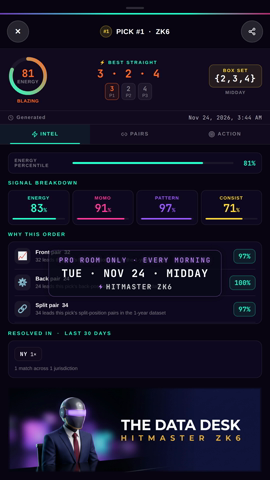 #1 PICK #1 · ZK6
81
ENERGY
BLAZING
⚡ BEST STRAIGHT
3 · 2 · 4
3 P1
2 P2
4 P3
BOX SET
{2,3,4}
MIDDAY
Generated
Nov 24, 2026, 3:44 AM
INTEL
PAIRS
ACTION
ENERGY PERCENTILE
81%
SIGNAL BREAKDOWN
ENERGY
83%
MOMO
91%
PATTERN
97%
CONSIST
71%
WHY THIS ORDER
Front pair
97%
PRO ROOM ONLY · EVERY MORNING
TUE · NOV 24 · MIDDAY
⚡ HITMASTER ZK6
Back
100%
Split pair 34
34 leads this pick's split-position pairs in the 1-year dataset
97%
RESOLVED IN · LAST 30 DAYS
NY 1×
1 match across 1 jurisdiction
THE DATA DESK
HITMASTER ZK6